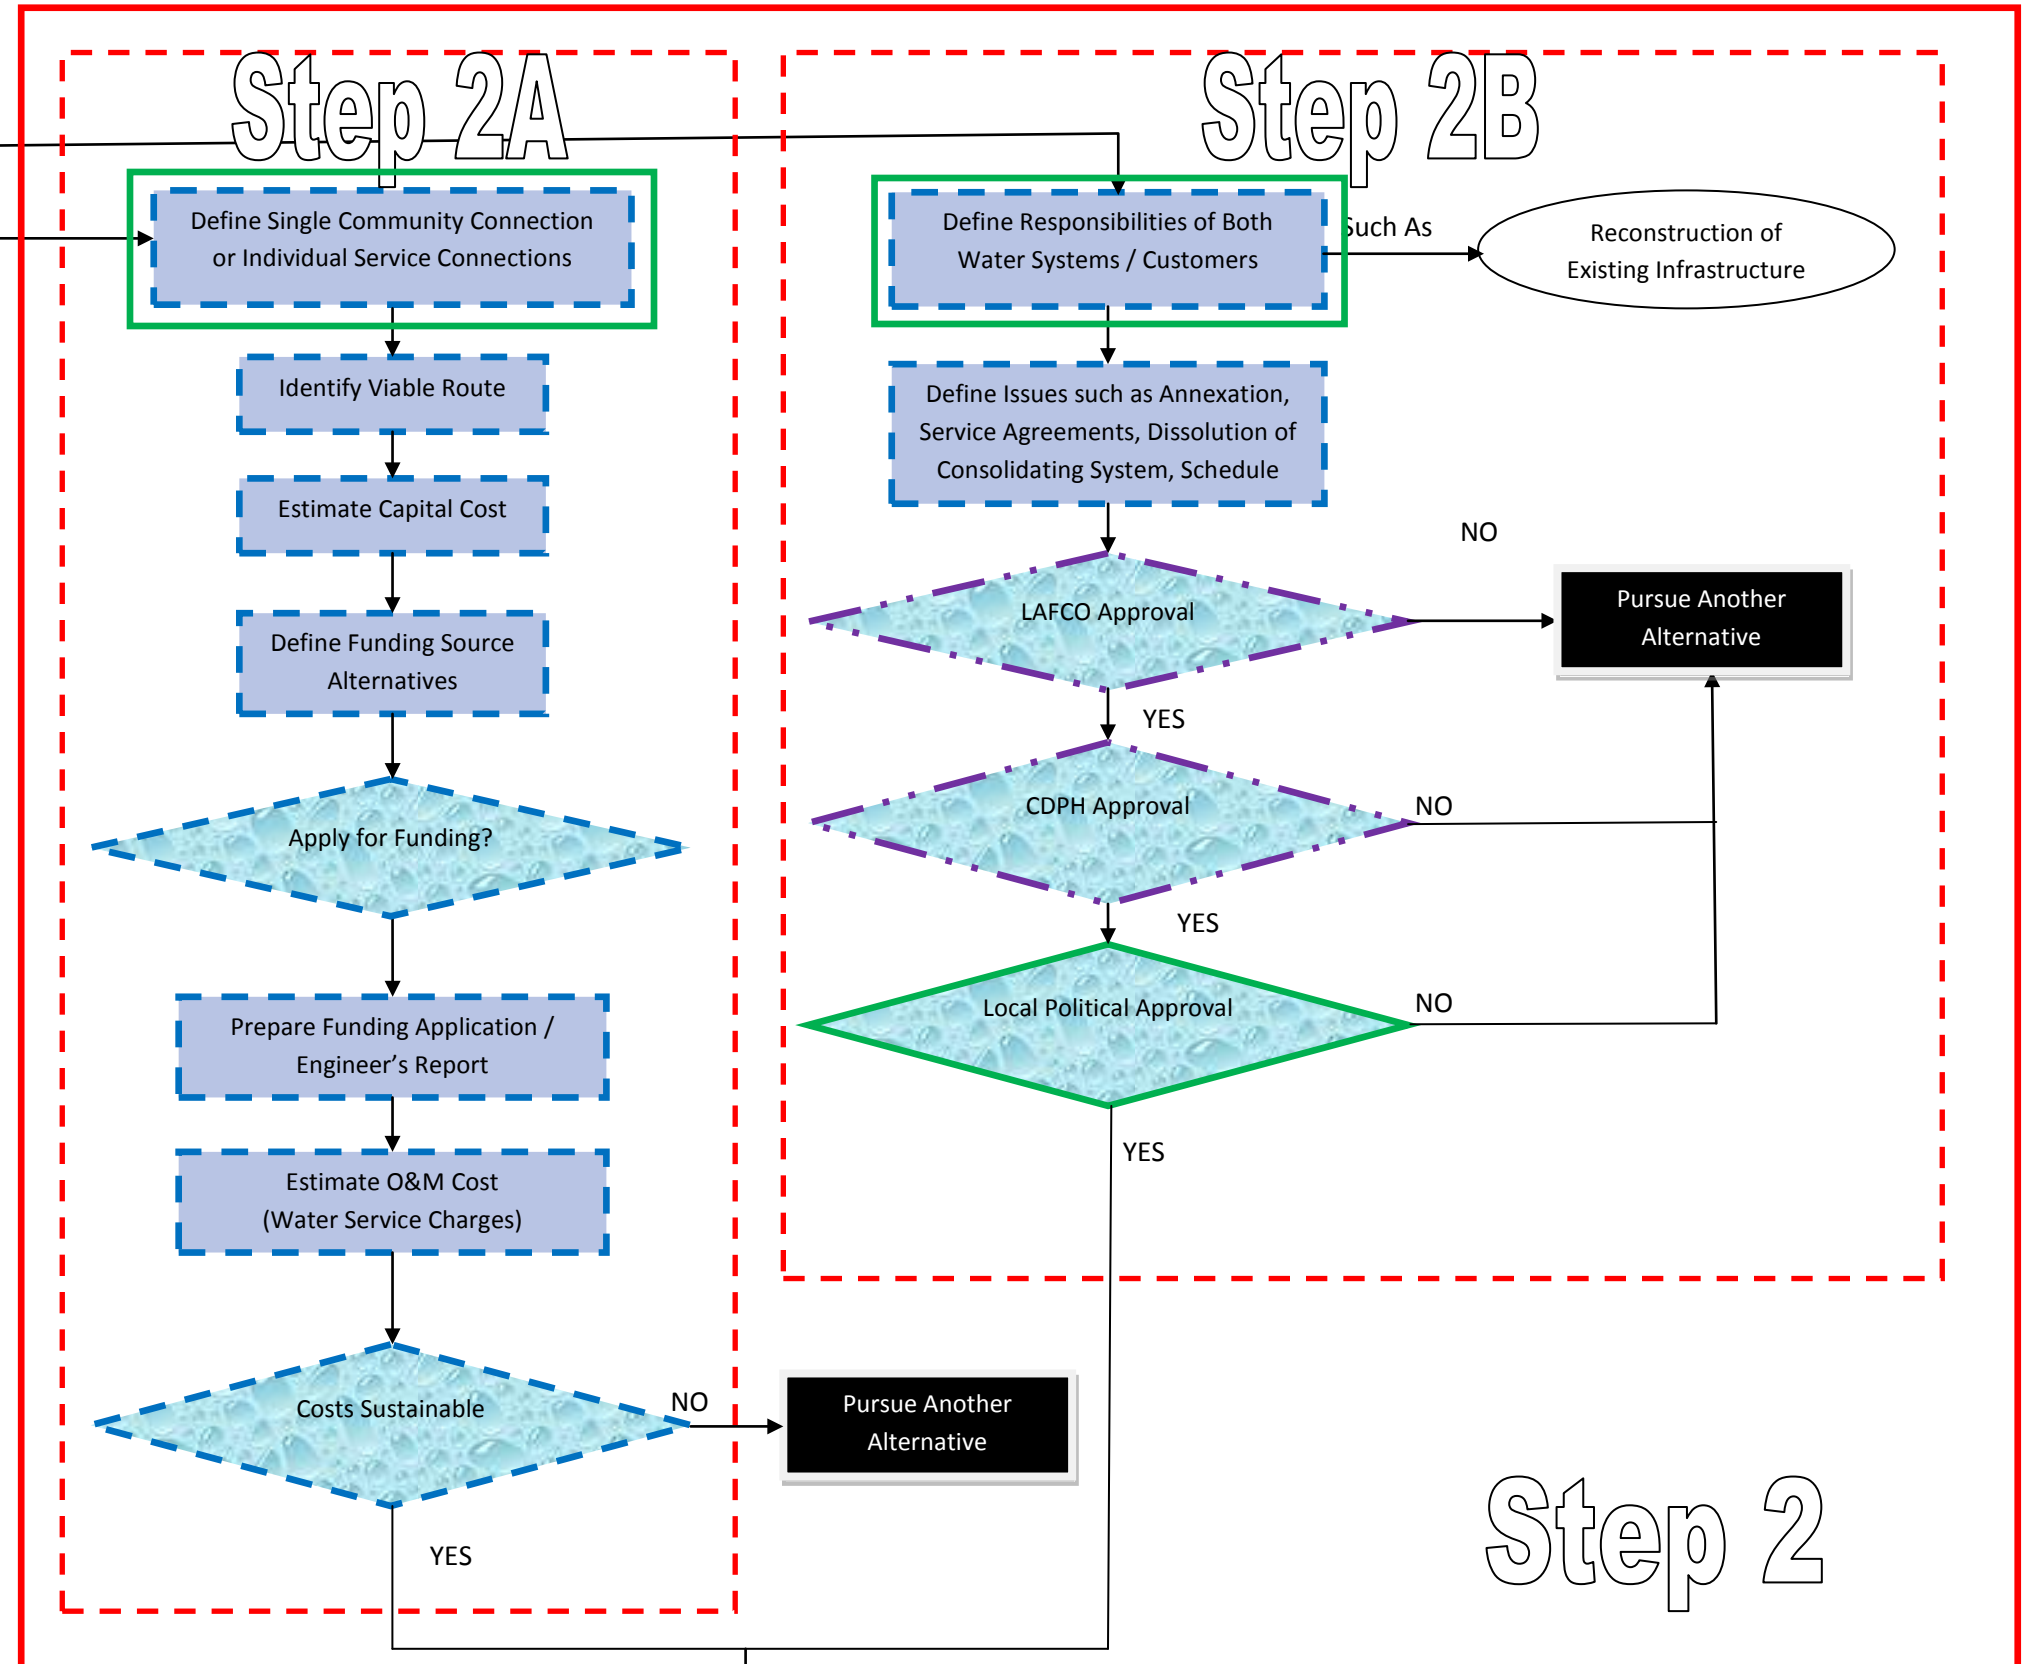 Step 2A
Define Single Community Connection
or Individual Service Connections
Identify Viable Route
Estimate Capital Cost
Define Funding Source
Alternatives
Apply for Funding?
Prepare Funding Application /
Engineer’s Report
Estimate O&M Cost
(Water Service Charges)
Costs Sustainable
NO
Pursue Another
Alternative
YES
Step 2B
Define Responsibilities of Both
Water Systems / Customers
Such As
Reconstruction of
Existing Infrastructure
Define Issues such as Annexation,
Service Agreements, Dissolution of
Consolidating System, Schedule
NO
LAFCO Approval
Pursue Another
Alternative
YES
CDPH Approval
NO
YES
Local Political Approval
NO
YES
Step 2